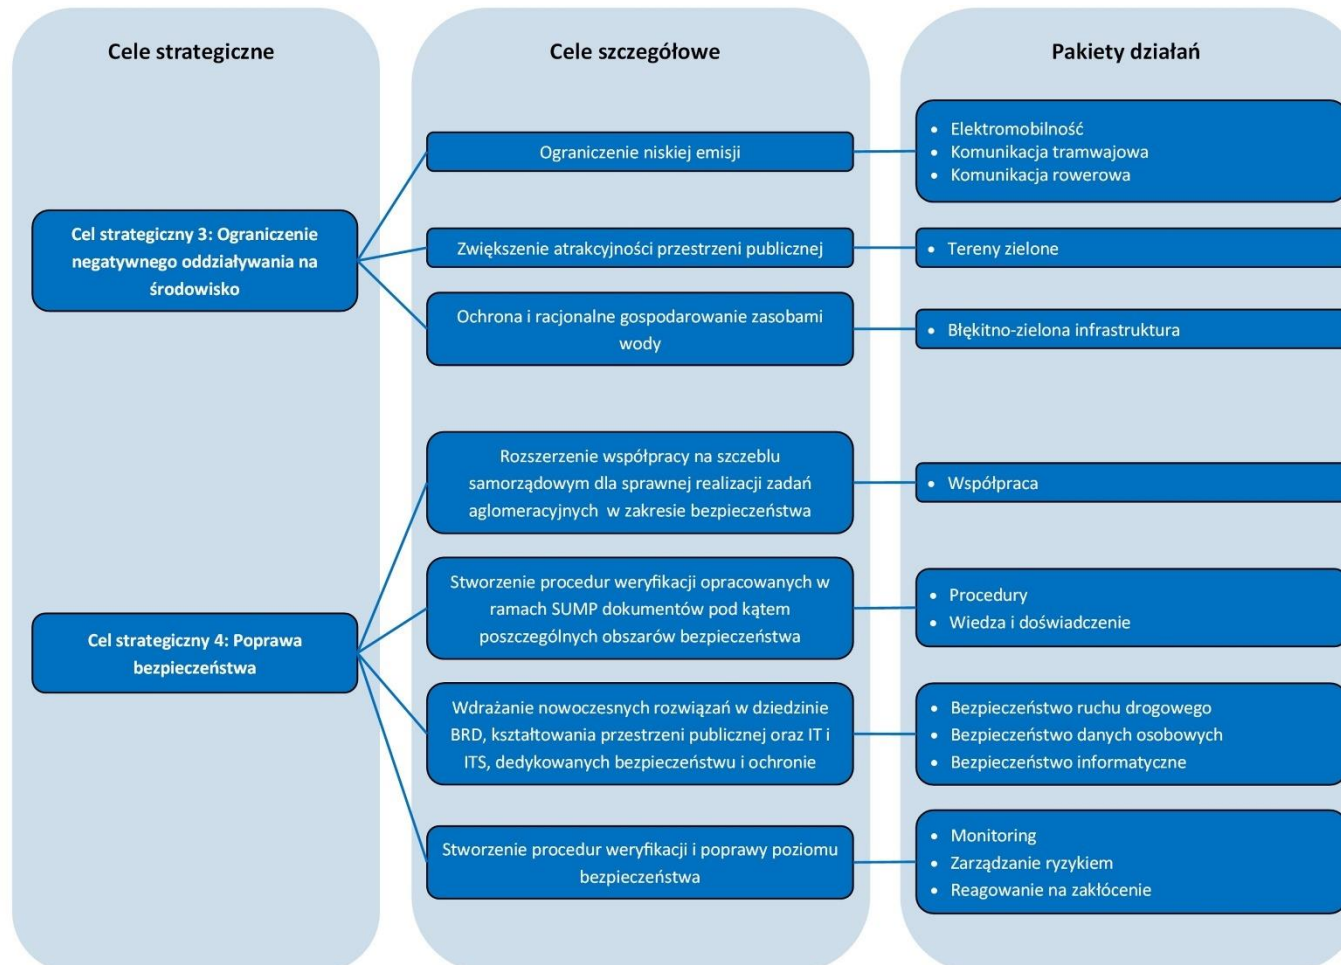 Cele strategiczne
Cele szczegółowe
Pakiety działań
Cel strategiczny 3: Ograniczenie
negatywnego oddziaływania na
środowisko
Ograniczenie niskiej emisji
• Elektromobilność
• Komunikacja tramwajowa
• Komunikacja rowerowa
Zwiększenie atrakcyjności przestrzeni publicznej
• Tereny zielone
Ochrona i racjonalne gospodarowanie zasobami
wody
• Błękitno-zielona infrastruktura
Cel strategiczny 4: Poprawa
bezpieczeństwa
Rozszerzenie współpracy na szczeblu
samorządowym dla sprawnej realizacji zadań
aglomeracyjnych w zakresie bezpieczeństwa
• Współpraca
Stworzenie procedur weryfikacji opracowanych w
ramach SUMP dokumentów pod kątem
poszczególnych obszarów bezpieczeństwa
• Procedury
• Wiedza i doświadczenie
Wdrażanie nowoczesnych rozwiązań w dziedzinie
BRD, kształtowania przestrzeni publicznej oraz IT i
ITS, dedykowanych bezpieczeństwu i ochronie
• Bezpieczeństwo ruchu drogowego
• Bezpieczeństwo danych osobowych
• Bezpieczeństwo informatyczne
Stworzenie procedur weryfikacji i poprawy poziomu
bezpieczeństwa
• Monitoring
• Zarządzanie ryzykiem
• Reagowanie na zakłócenie